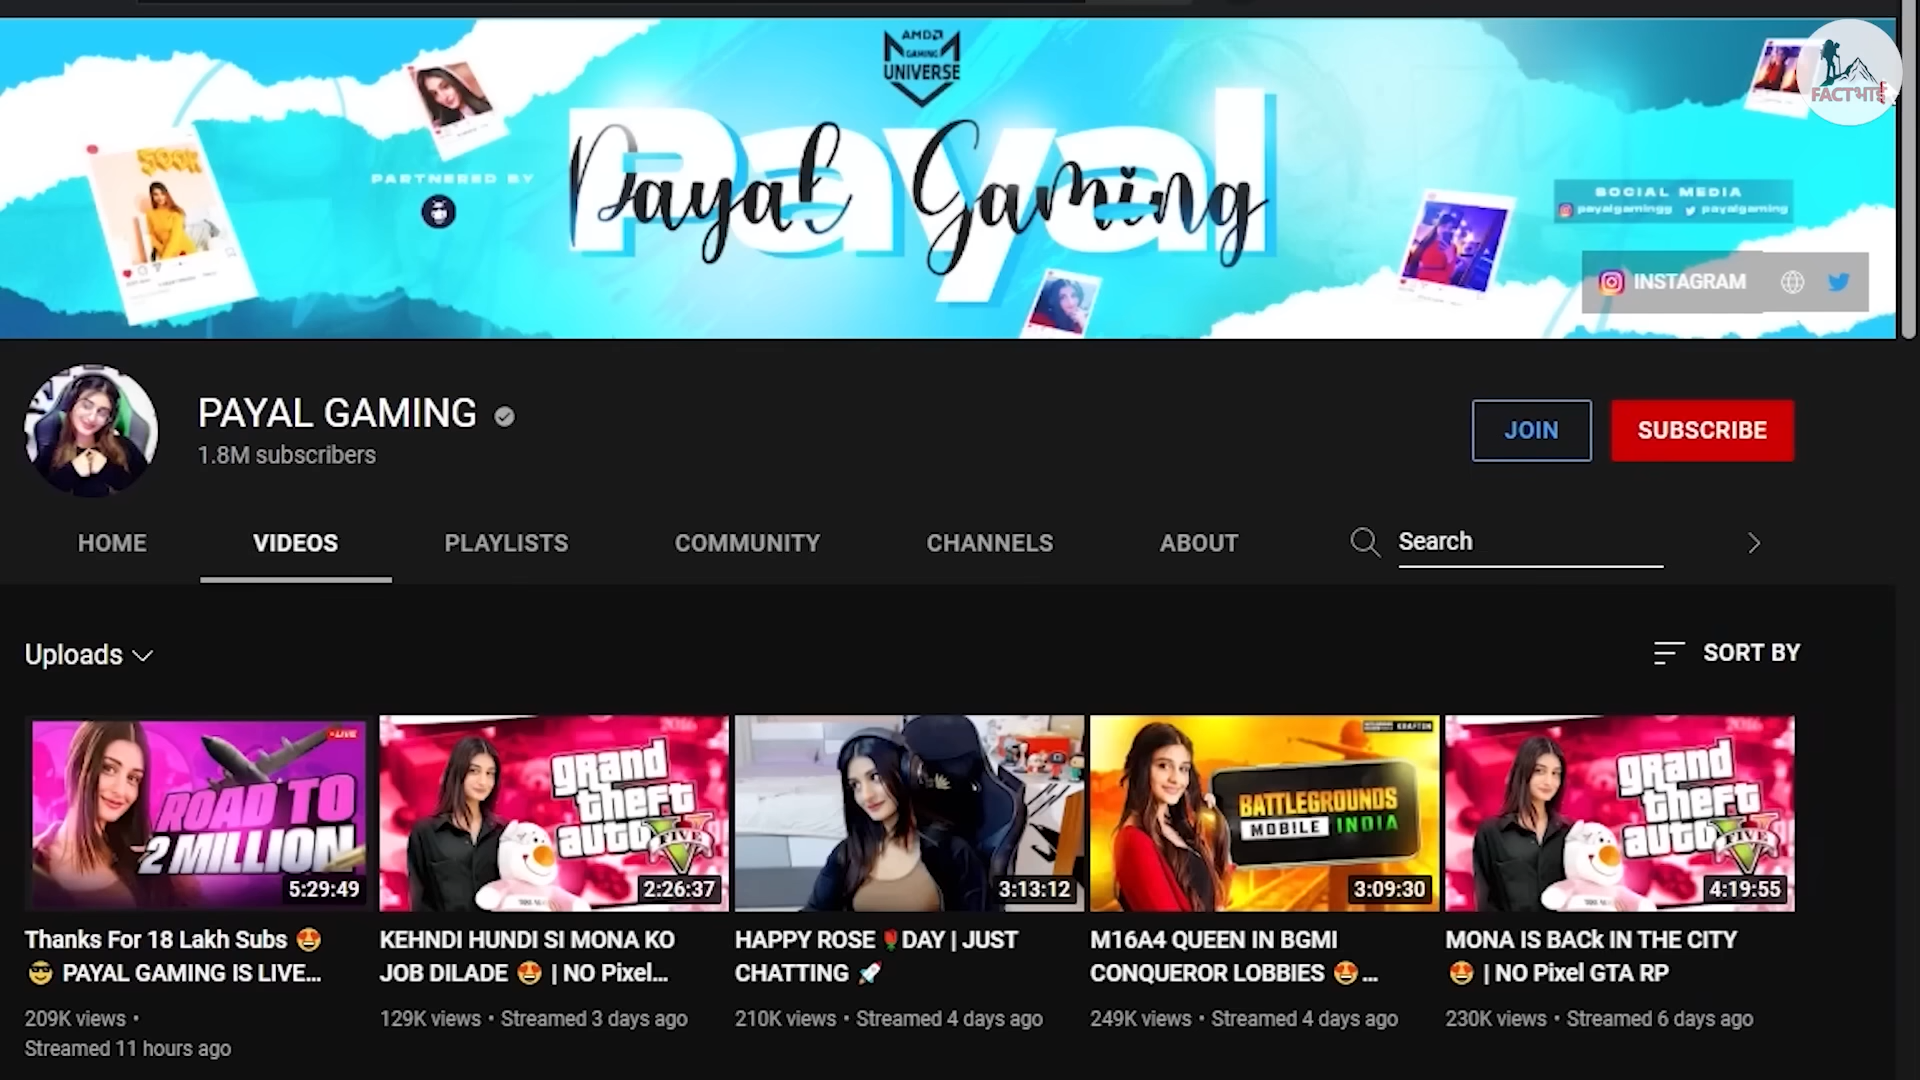 AMD
GAMING
UNIVERSE
FACTभाई
Payal
Payal Gaming
PARTNERED BY
SOCIAL MEDIA
payalgamingg payalgaming
INSTAGRAM
PAYAL GAMING
1.8M subscribers
JOIN
SUBSCRIBE
HOME
VIDEOS
PLAYLISTS
COMMUNITY
CHANNELS
ABOUT
Search
Uploads
SORT BY
LIVE
ROAD TO
2 MILLION
5:29:49
grand
theft
auto V
FIVE
2:26:37
3:13:12
KRAFTON
BATTLEGROUNDS
MOBILE INDIA
3:09:30
grand
theft
auto V
FIVE
4:19:55
Thanks For 18 Lakh Subs 😍
😎 PAYAL GAMING IS LIVE...
209K views •
Streamed 11 hours ago
KEHNDI HUNDI SI MONA KO
JOB DILADE 😍 | NO Pixel...
129K views • Streamed 3 days ago
HAPPY ROSE 🌹DAY | JUST
CHATTING 🚀
210K views • Streamed 4 days ago
M16A4 QUEEN IN BGMI
CONQUEROR LOBBIES 😍...
249K views • Streamed 4 days ago
MONA IS BACk IN THE CITY
😍 | NO Pixel GTA RP
230K views • Streamed 6 days ago